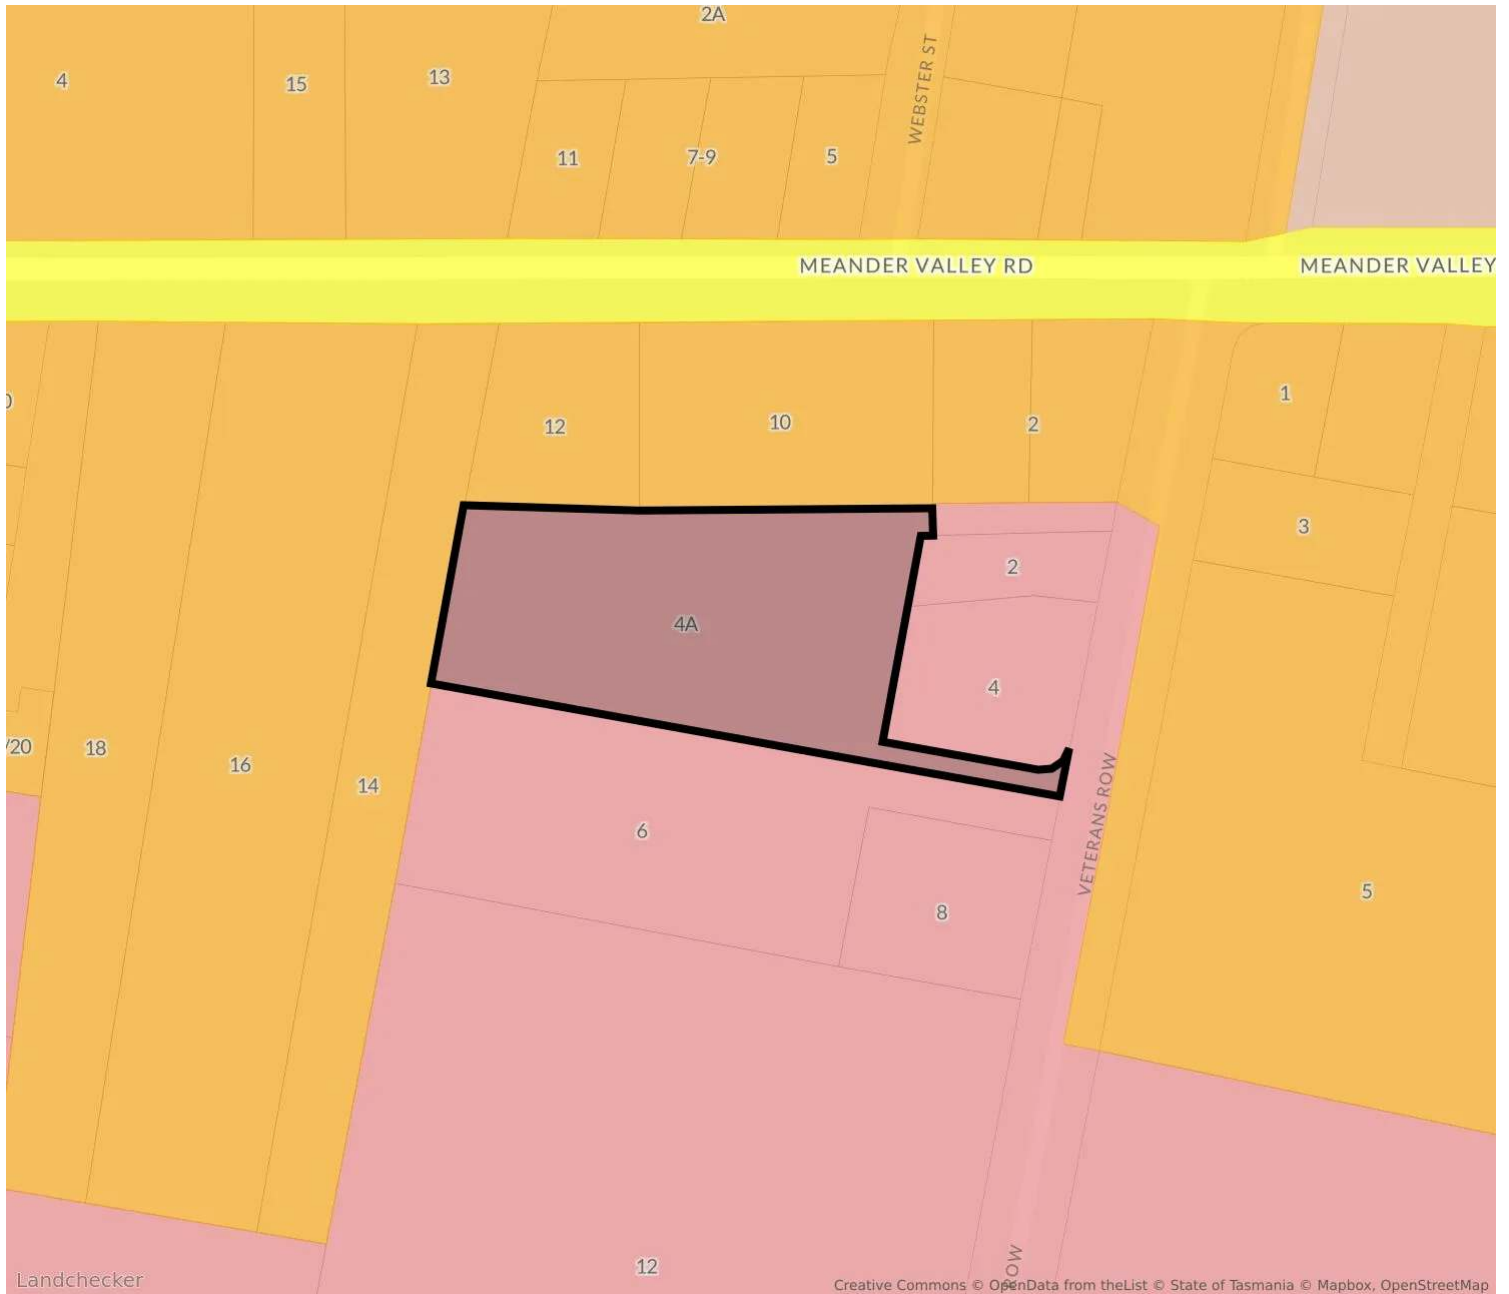 2A
4
15
13
WEBSTER ST
11
7-9
5
MEANDER VALLEY RD
MEANDER VALLEY
1
12
10
2
3
2
4A
4
/20
18
16
14
VETERANS ROW
6
5
8
12
ROW
Landchecker
Creative Commons © OpenData from theList © State of Tasmania © Mapbox, OpenStreetMap